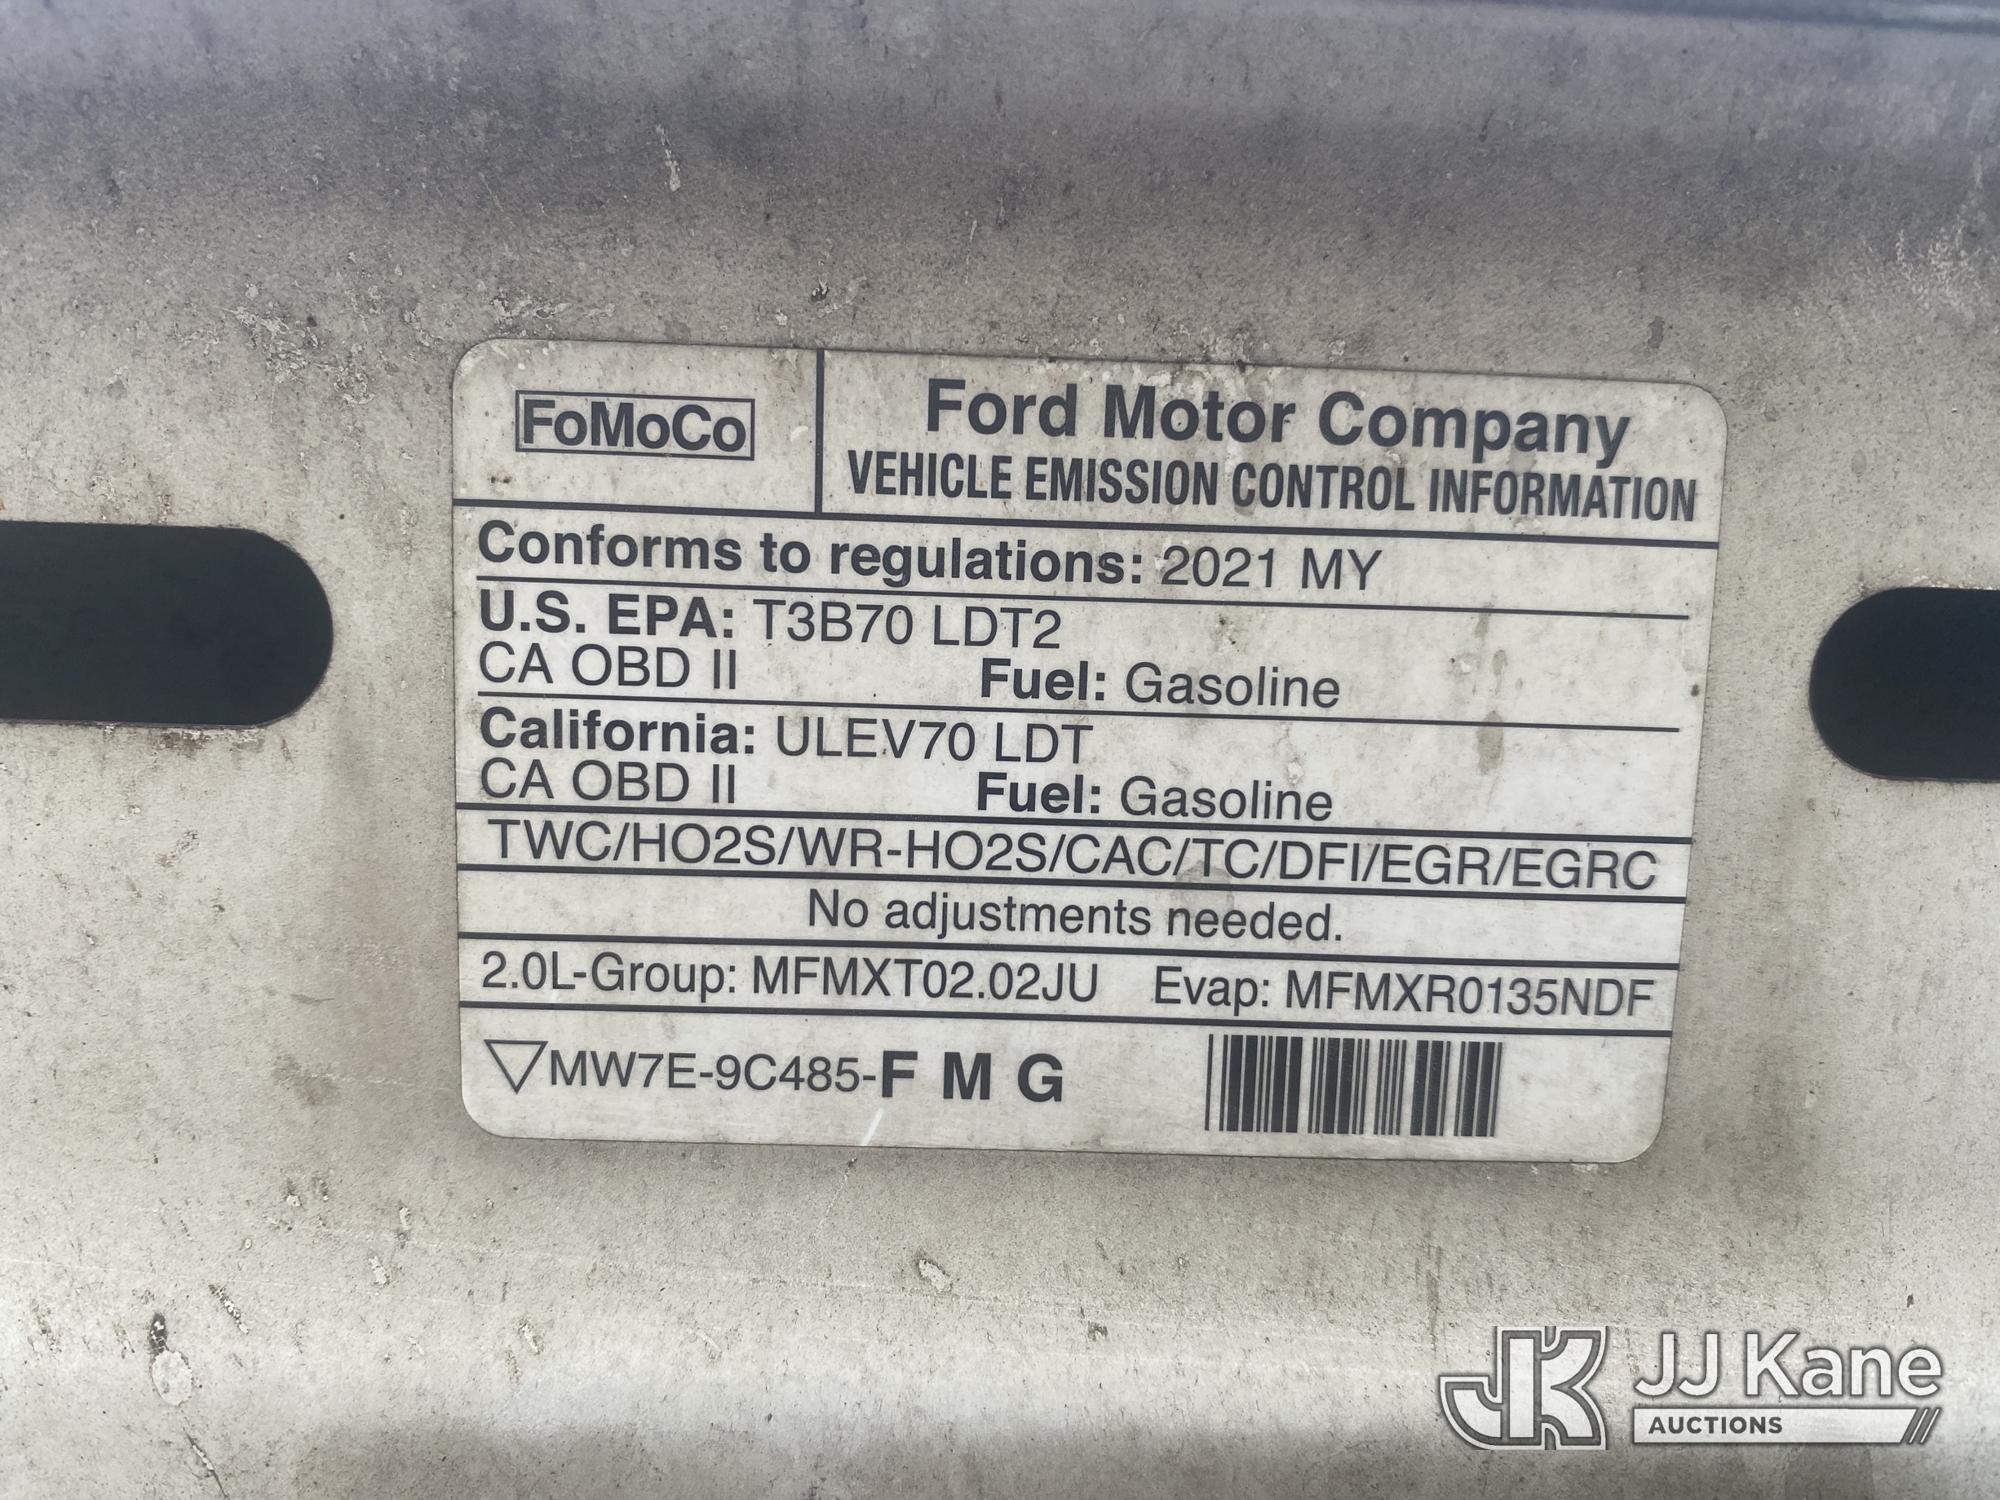 FoMoCo
Ford Motor Company
VEHICLE EMISSION CONTROL INFORMATION
Conforms to regulations: 2021 MY
U.S. EPA: T3B70 LDT2
CA OBD II Fuel: Gasoline
California: ULEV70 LDT
CA OBD II Fuel: Gasoline
TWC/HO2S/WR-HO2S/CAC/TC/DFI/EGR/EGRC
No adjustments needed.
2.0L-Group: MFMXT02.02JU Evap: MFMXR0135NDF
MW7E-9C485-F M G
JK JJ Kane
AUCTIONS